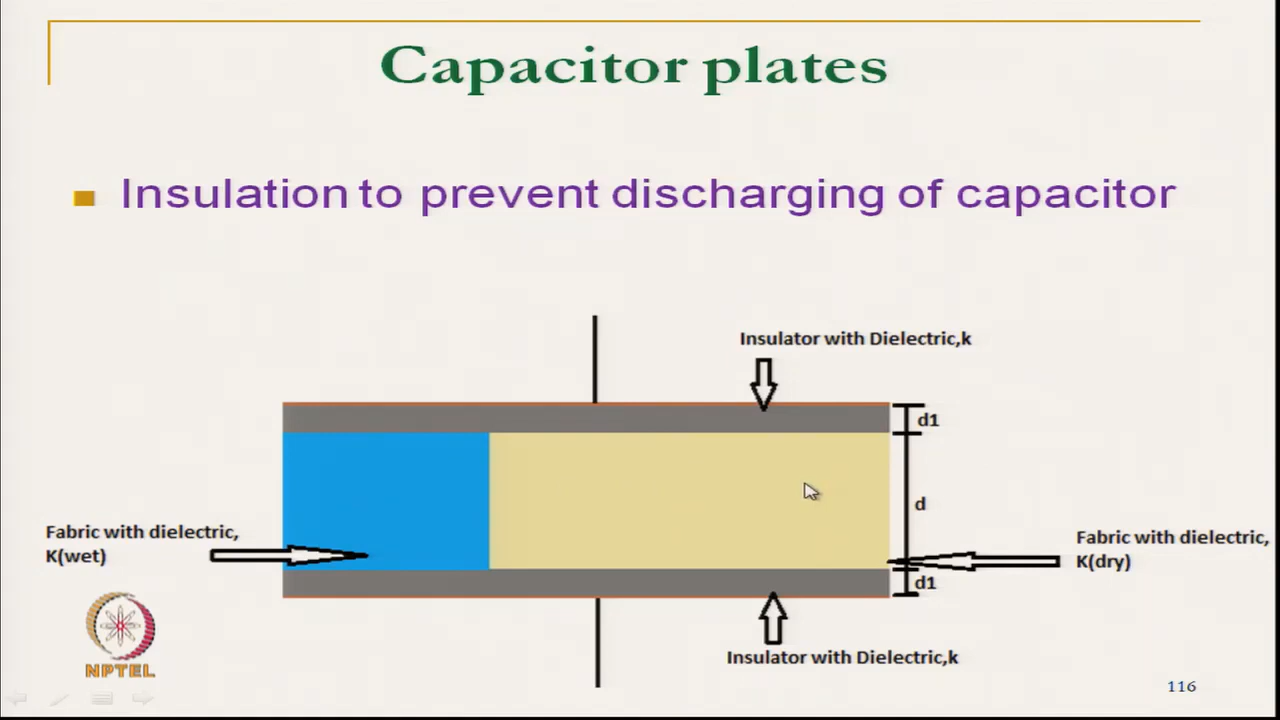 Capacitor plates
Insulation to prevent discharging of capacitor
Insulator with Dielectric,k
d1
d
Fabric with dielectric,
K(wet)
Fabric with dielectric,
K(dry)
d1
Insulator with Dielectric,k
NPTEL
116